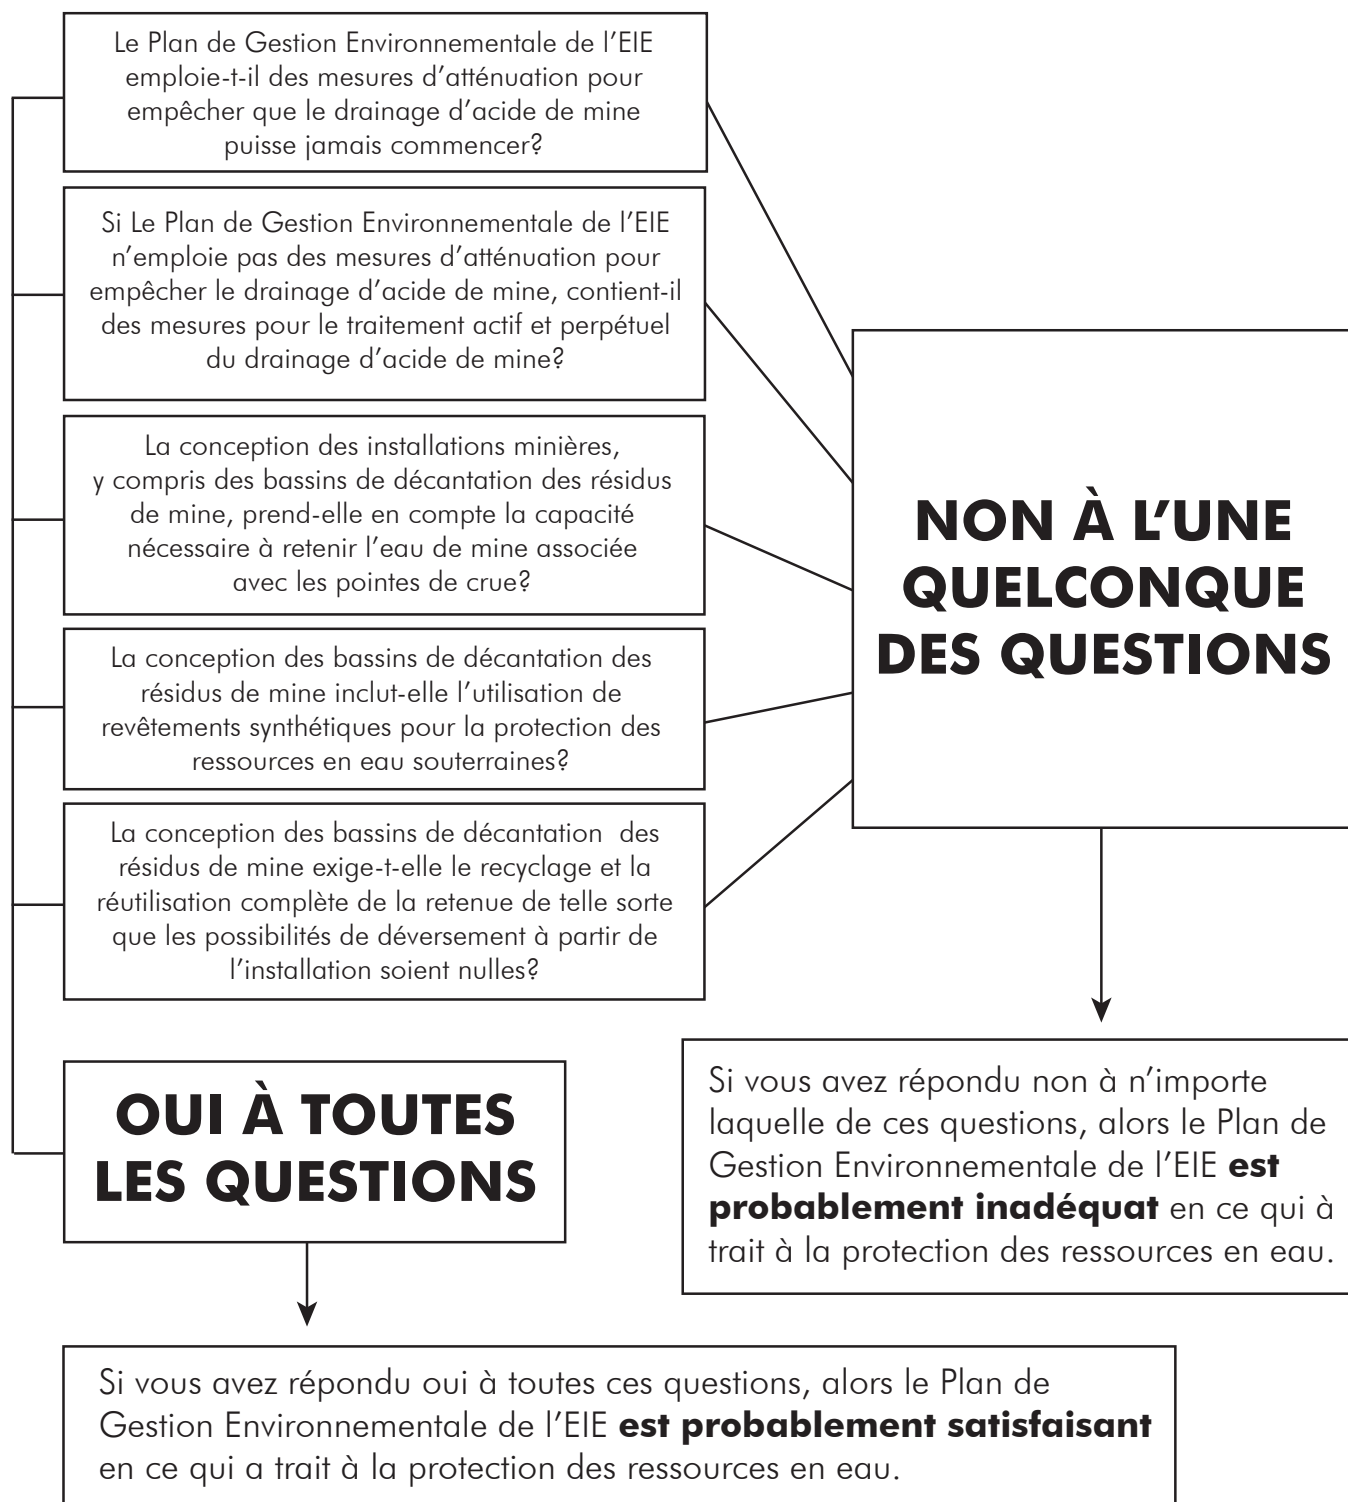 Le Plan de Gestion Environnementale de l’EIE
emploie-t-il des mesures d’atténuation pour
empêcher que le drainage d’acide de mine
puisse jamais commencer?
Si Le Plan de Gestion Environnementale de l’EIE
n’emploie pas des mesures d’atténuation pour
empêcher le drainage d’acide de mine, contient-il
des mesures pour le traitement actif et perpétuel
du drainage d’acide de mine?
La conception des installations minières,
y compris des bassins de décantation des résidus
de mine, prend-elle en compte la capacité
nécessaire à retenir l’eau de mine associée
avec les pointes de crue?
La conception des bassins de décantation des
résidus de mine inclut-elle l’utilisation de
revêtements synthétiques pour la protection des
ressources en eau souterraines?
La conception des bassins de décantation  des
résidus de mine exige-t-elle le recyclage et la
réutilisation complète de la retenue de telle sorte
que les possibilités de déversement à partir de
l’installation soient nulles?
NON À L’UNE
QUELCONQUE
DES QUESTIONS
OUI À TOUTES
LES QUESTIONS
Si vous avez répondu non à n’importe
laquelle de ces questions, alors le Plan de
Gestion Environnementale de l’EIE est
probablement inadéquat en ce qui à
trait à la protection des ressources en eau.
Si vous avez répondu oui à toutes ces questions, alors le Plan de
Gestion Environnementale de l’EIE est probablement satisfaisant
en ce qui a trait à la protection des ressources en eau.